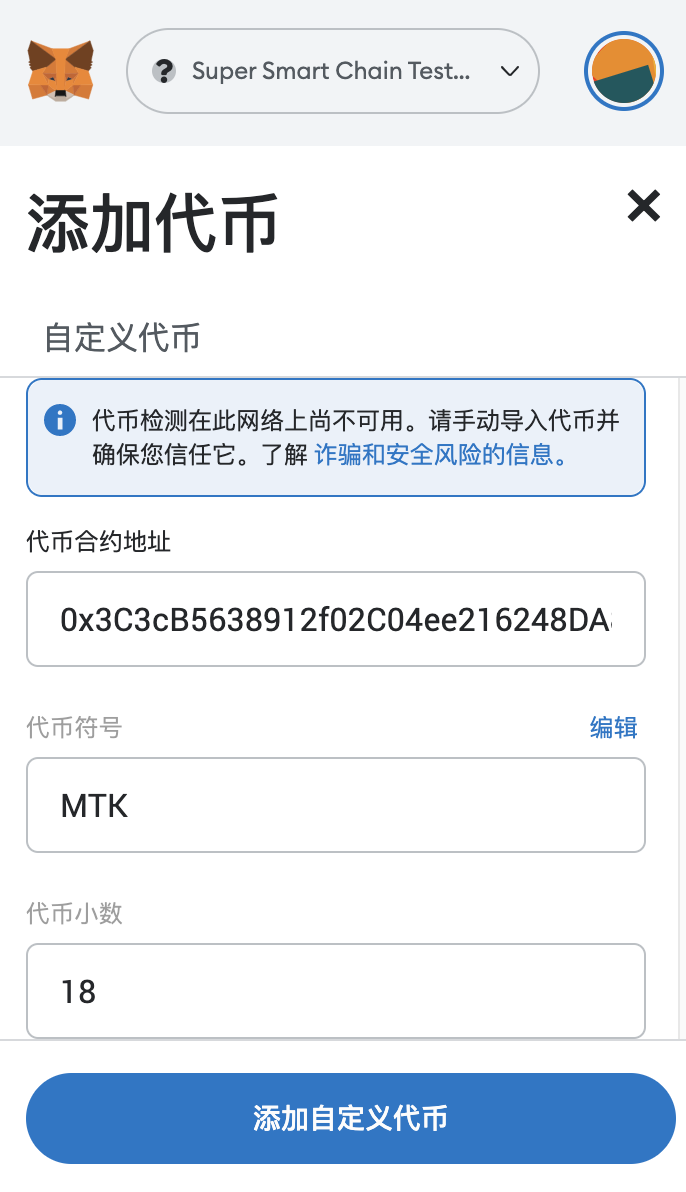 Super Smart Chain Test...
添加代币
自定义代币
代币检测在此网络上尚不可用。请手动导入代币并
确保您信任它。了解 诈骗和安全风险的信息。
代币合约地址
0x3C3cB5638912f02C04ee216248DA
代币符号
编辑
MTK
代币小数
18
添加自定义代币